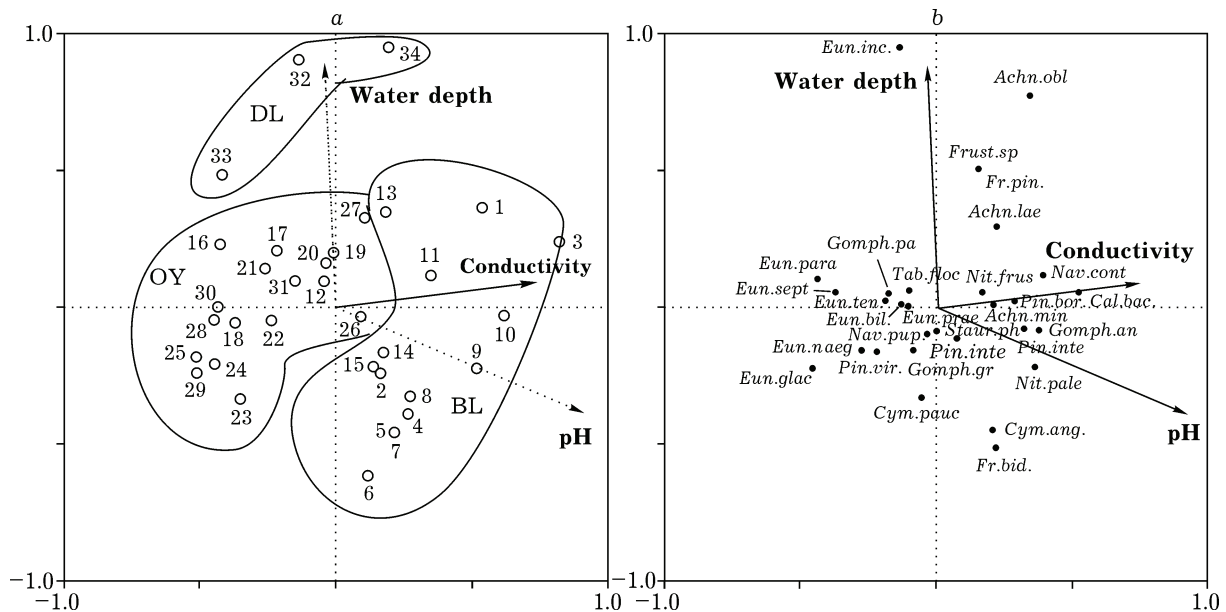 a
b
1.0
−1.0
−1.0
1.0
−1.0
−1.0
1.0
32
34
Water depth
DL
33
27
13
1
3
16
17
20
19
11
Conductivity
OY
21
31
12
30
28
18
22
26
10
25
24
29
23
14
15
2
9
8
BL
4
5
7
6
pH
Eun.inc.
Water depth
Achn.obl
Frust.sp
Fr.pin.
Achn.lae
Gomph.pa
Conductivity
Eun.para
Tab.floc
Nit.frus
Nav.cont
Eun.sept
Eun.ten.
Pin.bor.
Cal.bac.
Eun.bil.
Eun.prae
Achn.min
Nav.pup.
Staur.ph
Gomph.an
Eun.naeg
Pin.inte
Pin.inte
Pin.vir.
Gomph.gr
Eun.glac
Nit.pale
Cym.pauc
Cym.ang.
pH
Fr.bid.